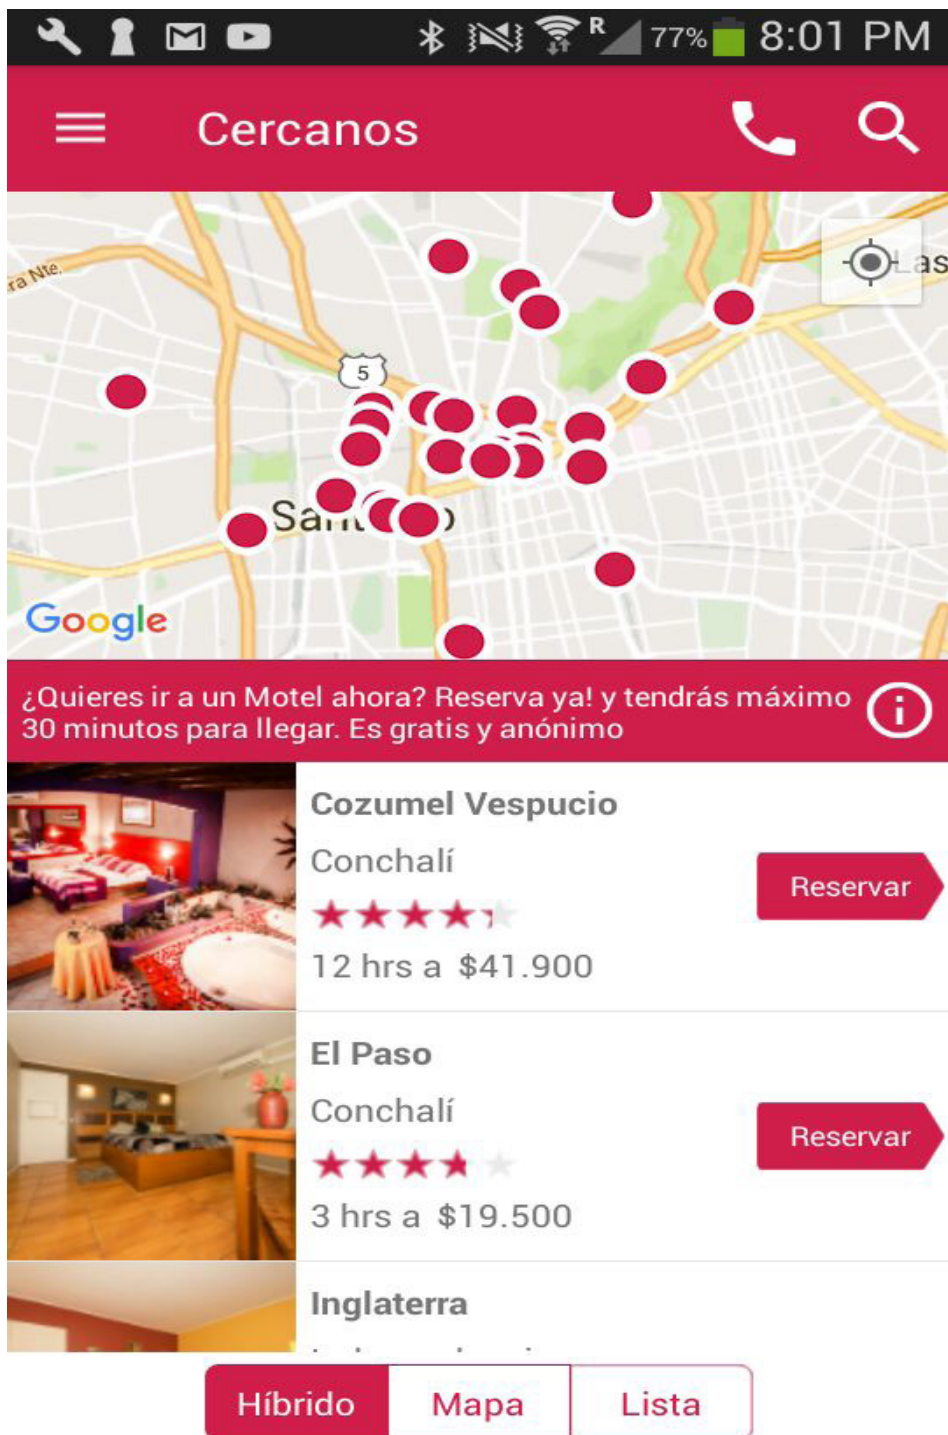 R 77% 8:01 PM
Cercanos
ra Nte.
Las
5
Google
¿Quieres ir a un Motel ahora? Reserva ya! y tendrás máximo
30 minutos para llegar. Es gratis y anónimo
Cozumel Vespucio
Conchalí
Reservar
12 hrs a $41.900
El Paso
Conchalí
Reservar
3 hrs a $19.500
Inglaterra
Híbrido Mapa Lista